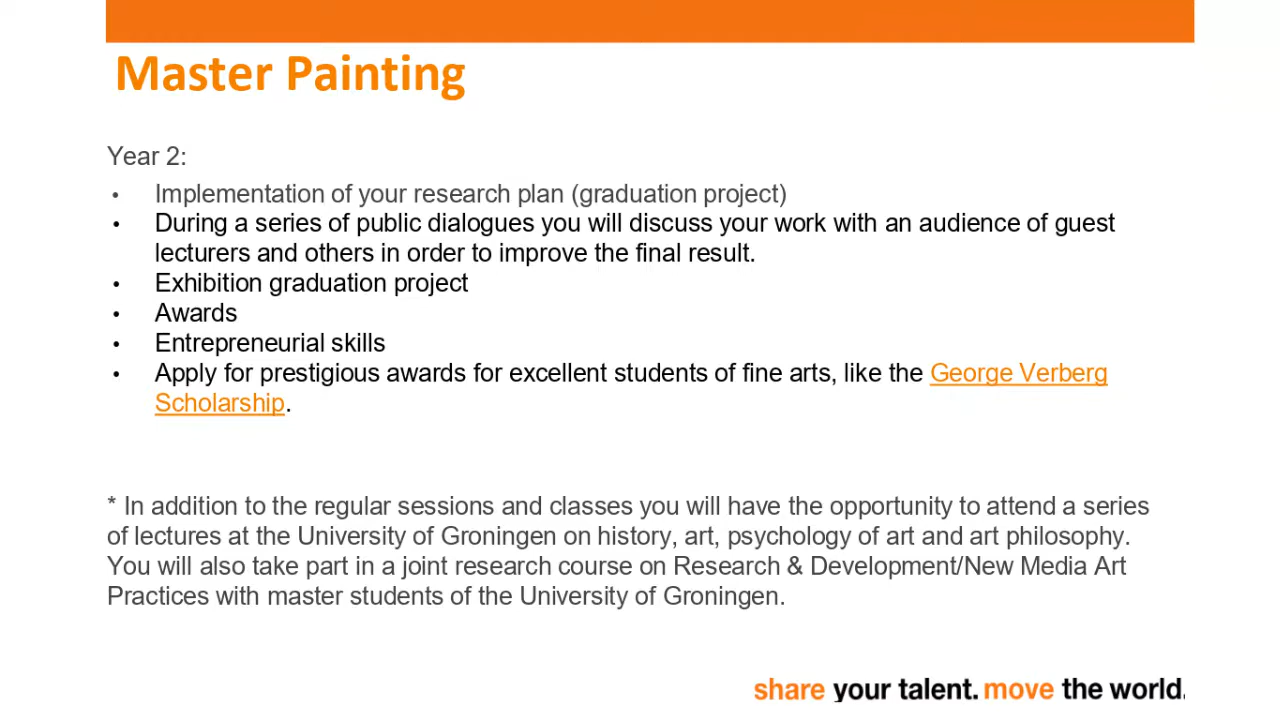 Master Painting
Year 2:
• Implementation of your research plan (graduation project)
• During a series of public dialogues you will discuss your work with an audience of guest
lecturers and others in order to improve the final result.
• Exhibition graduation project
• Awards
• Entrepreneurial skills
• Apply for prestigious awards for excellent students of fine arts, like the George Verberg
Scholarship.
* In addition to the regular sessions and classes you will have the opportunity to attend a series
of lectures at the University of Groningen on history, art, psychology of art and art philosophy.
You will also take part in a joint research course on Research & Development/New Media Art
Practices with master students of the University of Groningen.
share your talent. move the world.